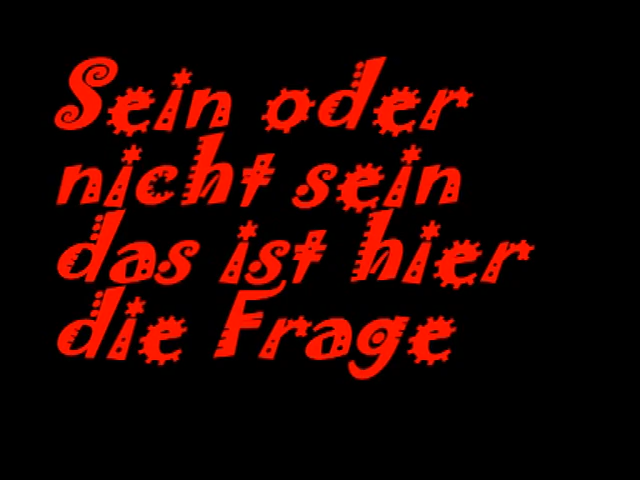 Sein oder
nicht sein
das ist hier
die Frage